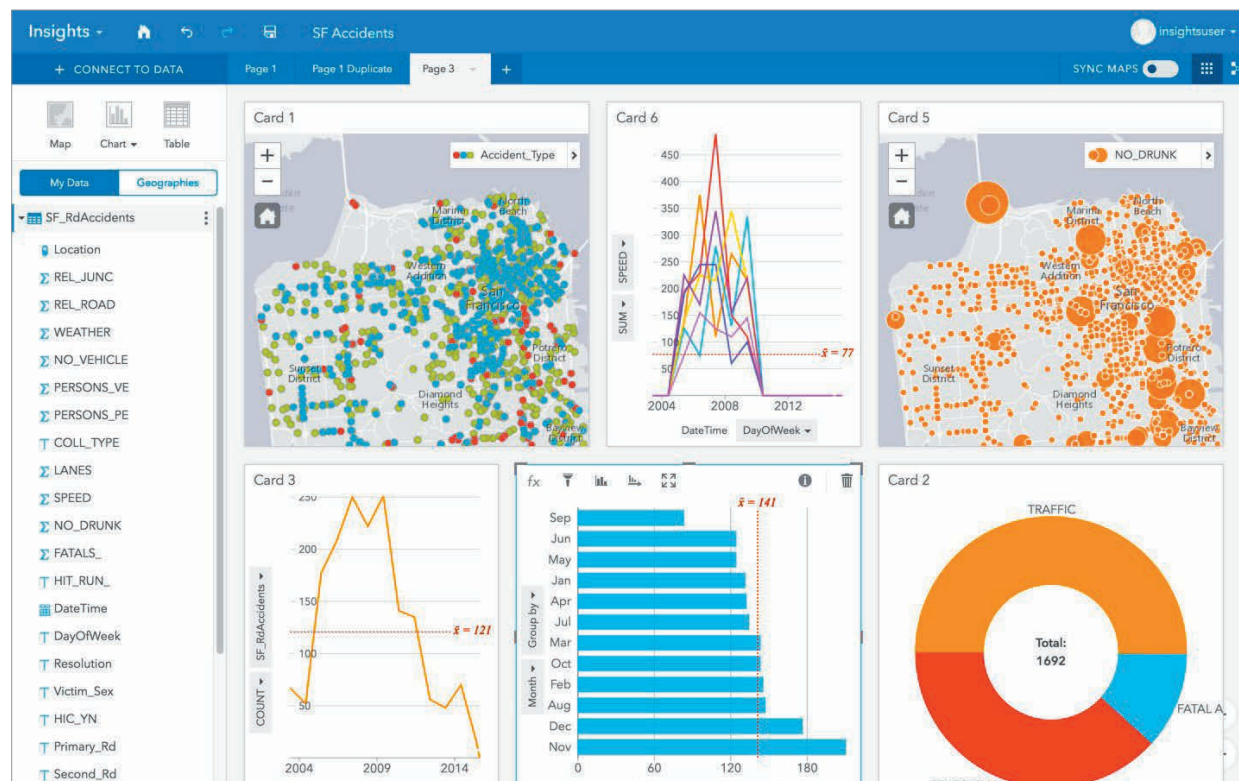 Insights
SF Accidents
insightsuser
+ CONNECT TO DATA
Page 1
Page 1 Duplicate
Page 3
+
SYNC MAPS
Map
Chart
Table
My Data
Geographies
SF_RdAccidents
Location
REL_JUNC
REL_ROAD
WEATHER
NO_VEHICLE
PERSONS_VE
PERSONS_PE
COLL_TYPE
LANES
SPEED
NO_DRUNK
FATALS_
HIT_RUN_
DateTime
DayOfWeek
Resolution
Victim_Sex
HIC_YN
Primary_Rd
Second_Rd
Card 1
+
−
Accident_Type
Marina
District
North
Beach
Western
Addition
San
Francisco
Potrero
District
Sunset
District
Diamond
Heights
Bayview
District
Card 6
450
400
350
300
250
200
150
100
50
SPEED
SUM
x̄ = 77
2004 2008 2012
DateTime DayOfWeek
Card 5
+
−
NO_DRUNK
Marina
District
North
Beach
Western
Addition
San
Francisco
Potrero
District
Sunset
District
Diamond
Heights
Bayview
District
Card 3
250
200
150
100
50
SF_RdAccidents
COUNT
x̄ = 121
2004 2009 2014
fx
x̄ = 141
Group by
Month
Sep
Jun
May
Jan
Apr
Jul
Mar
Oct
Feb
Aug
Dec
Nov
0 60 120 180
Card 2
TRAFFIC
Total:
1692
FATAL A..